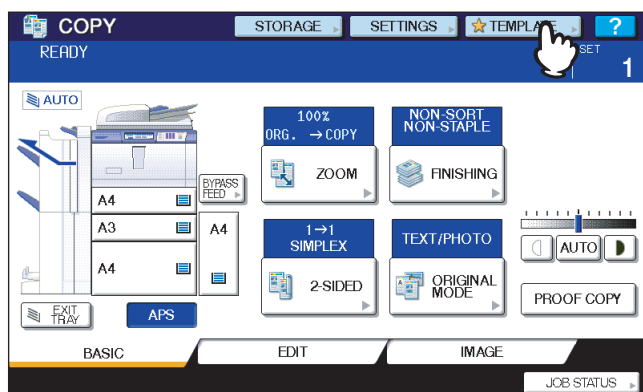 COPY
STORAGE
SETTINGS
TEMPLATE
?
READY
SET
1
AUTO
100%
ORG. → COPY
NON-SORT
NON-STAPLE
ZOOM
FINISHING
BYPASS
FEED
A4
A3
A4
A4
1→1
SIMPLEX
TEXT/PHOTO
2-SIDED
ORIGINAL
MODE
AUTO
PROOF COPY
EXIT
TRAY
APS
BASIC
EDIT
IMAGE
JOB STATUS